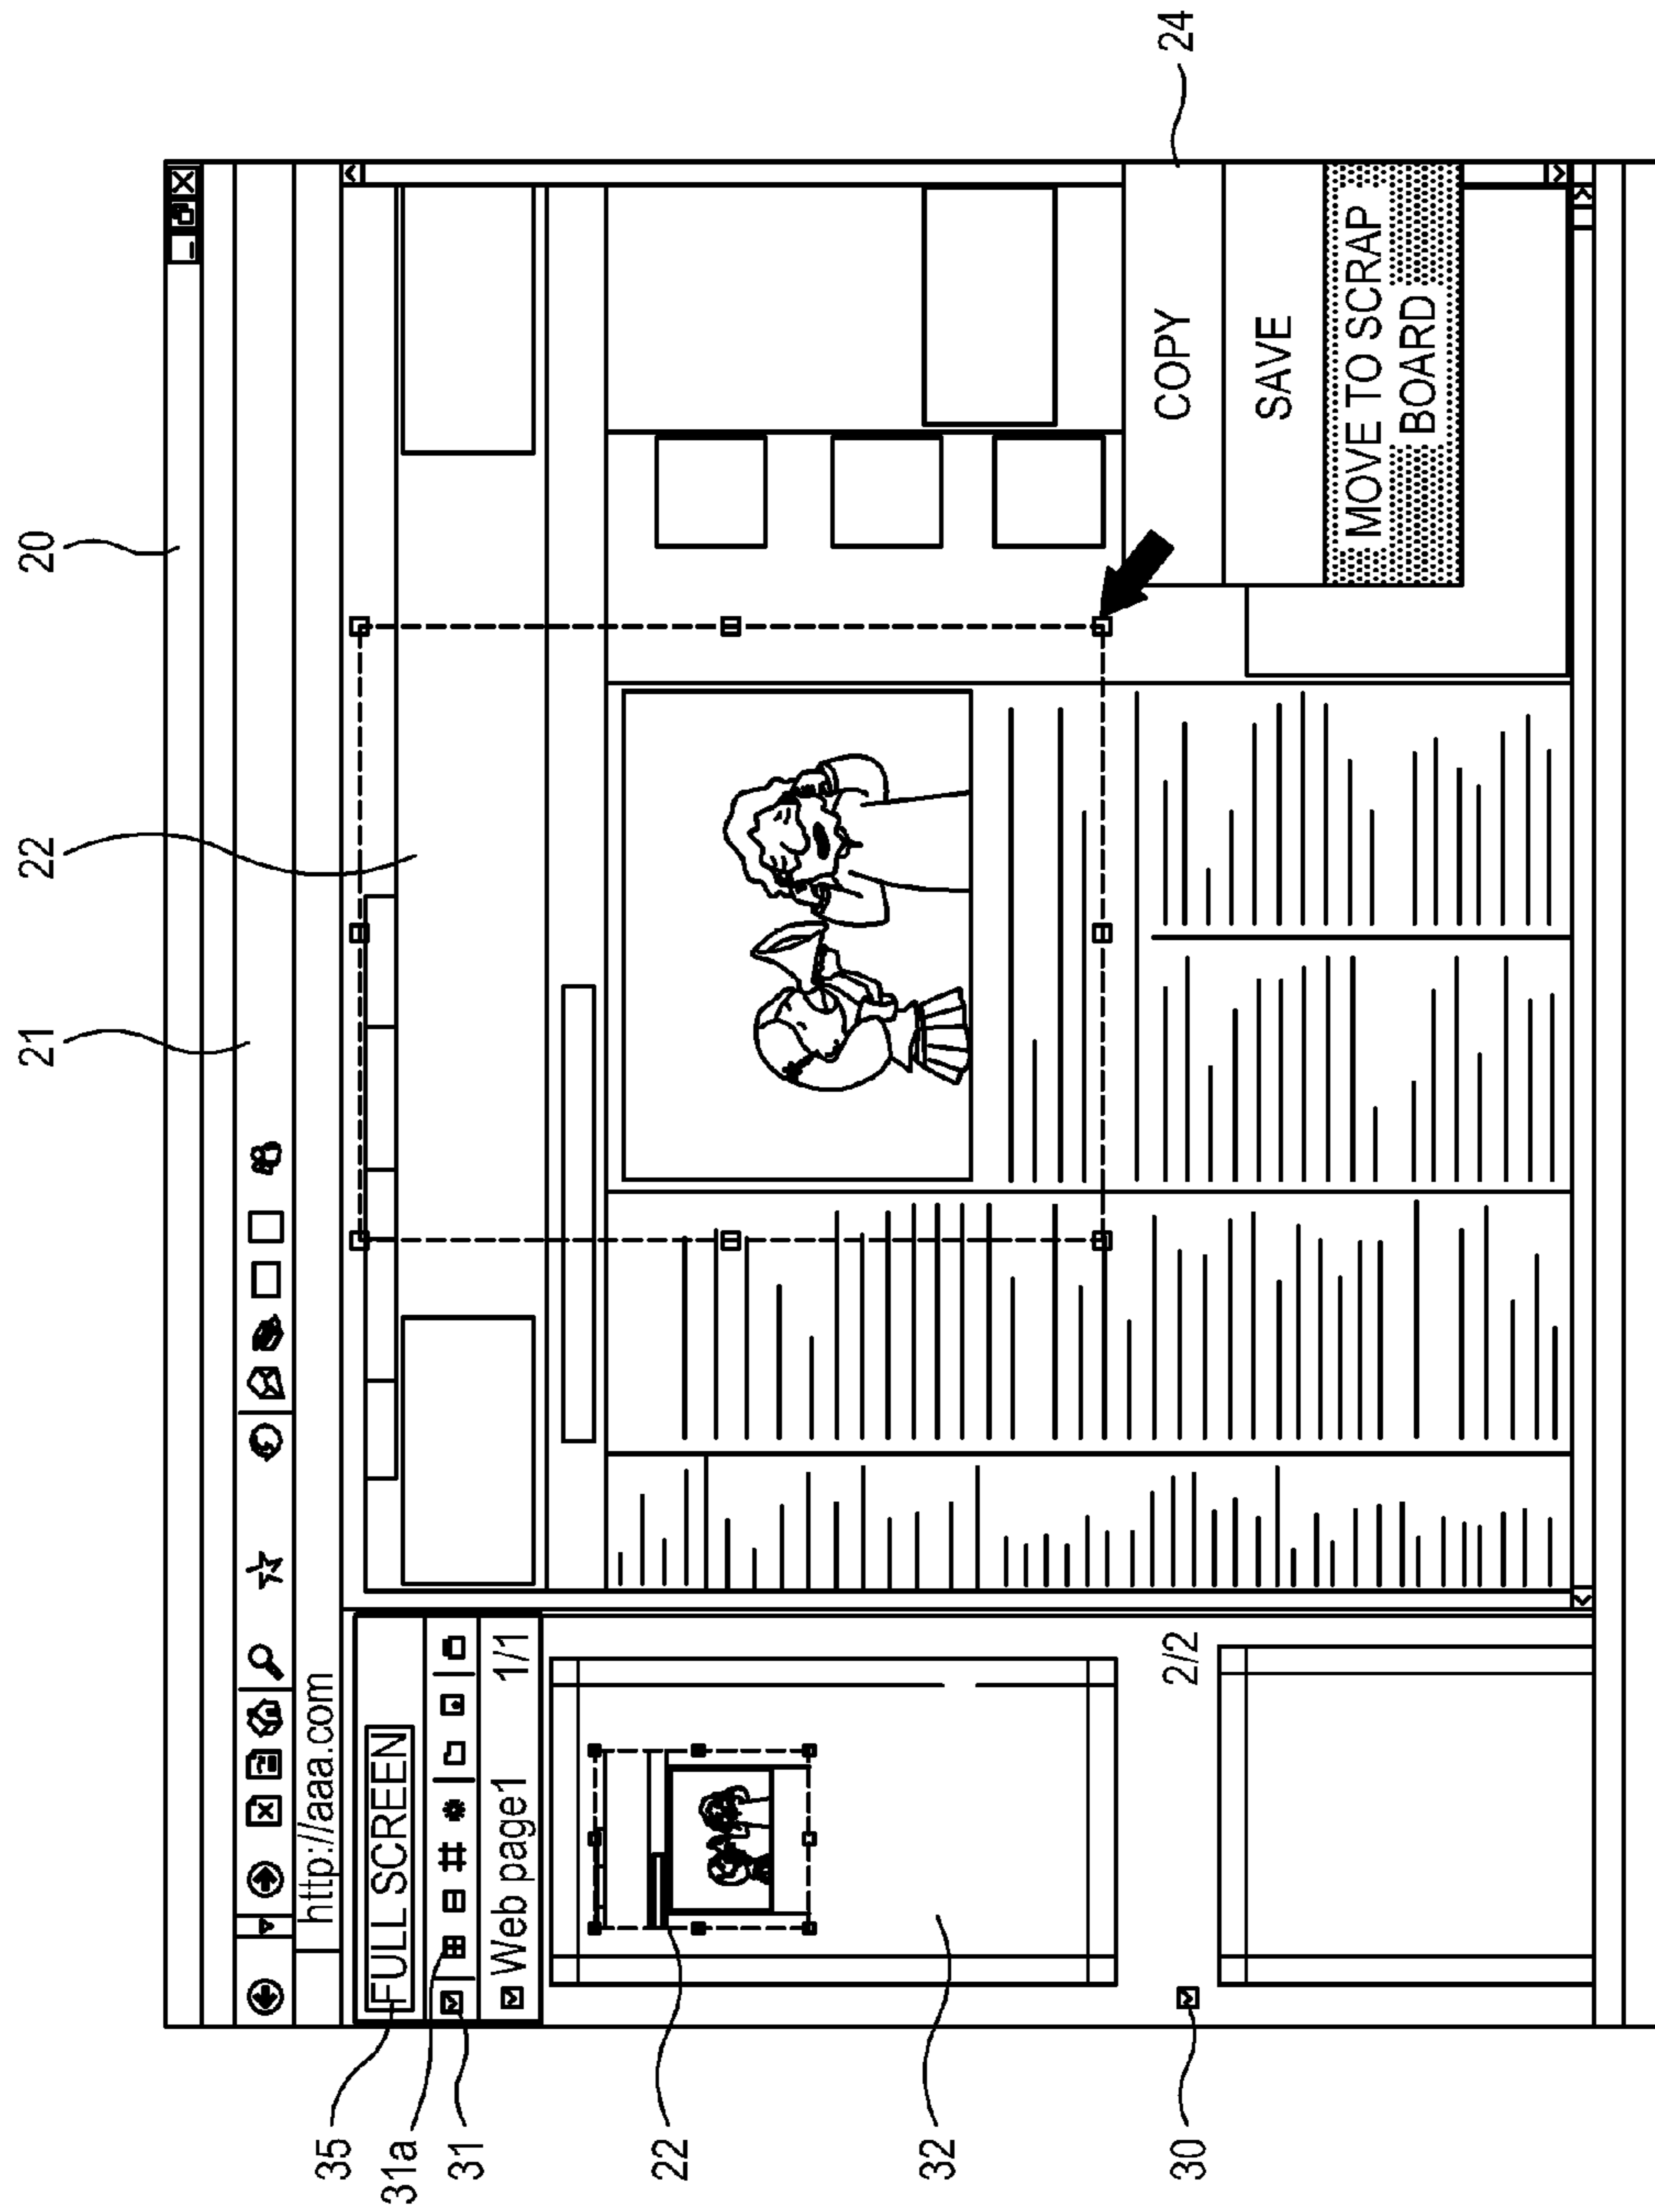 20
21
22
http://aaa.com
35
FULL SCREEN
31a
31
Web page1 1/1
22
32
30
2/2
24
COPY
SAVE
MOVE TO SCRAP
BOARD